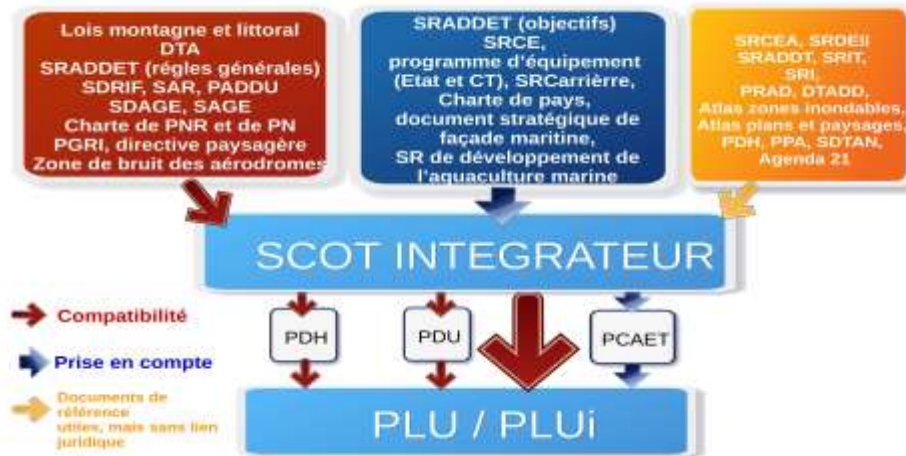 Lois montagne et littoral
DTA
SRADDET (régles générales)
SDRIF, SAR, PADDU
SDAGE, SAGE
Charte de PNR et de PN
PGRI, directive paysagère
Zone de bruit des aérodromes
SRADDET (objectifs)
SRCE,
programme d'équipement
(Etat et CT), SRCarrièrre,
Charte de pays,
document stratégique de
façade maritine,
SR de développement de
l'aquaculture marine
SRCEA, SRDEII
SRADDT, SRIT,
SRI,
PRAD, DTADD,
Atlas zones inondables,
Atlas plans et paysages,
PDH, PPA, SDTAN,
Agenda 21
SCOT INTEGRATEUR
Compatibilité
Prise en compte
Documents de
référence
utiles, mais sans lien
juridique
PDH
PDU
PCAET
PLU / PLUi